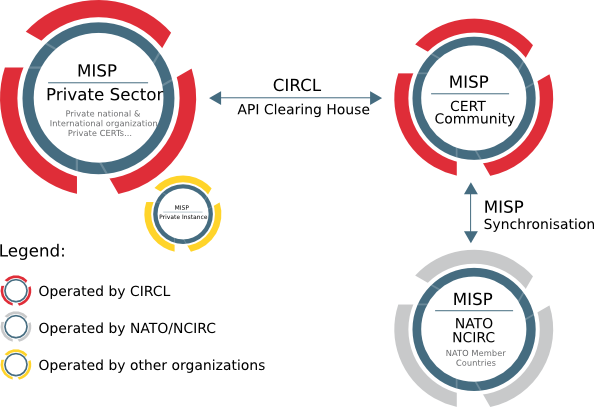 MISP
Private Sector
Private national &
International organization
Private CERTs...
CIRCL
API Clearing House
MISP
CERT
Community
MISP
Private Instance
MISP
Synchronisation
MISP
NATO
NCIRC
NATO Member
Countries
Legend:
Operated by CIRCL
Operated by NATO/NCIRC
Operated by other organizations